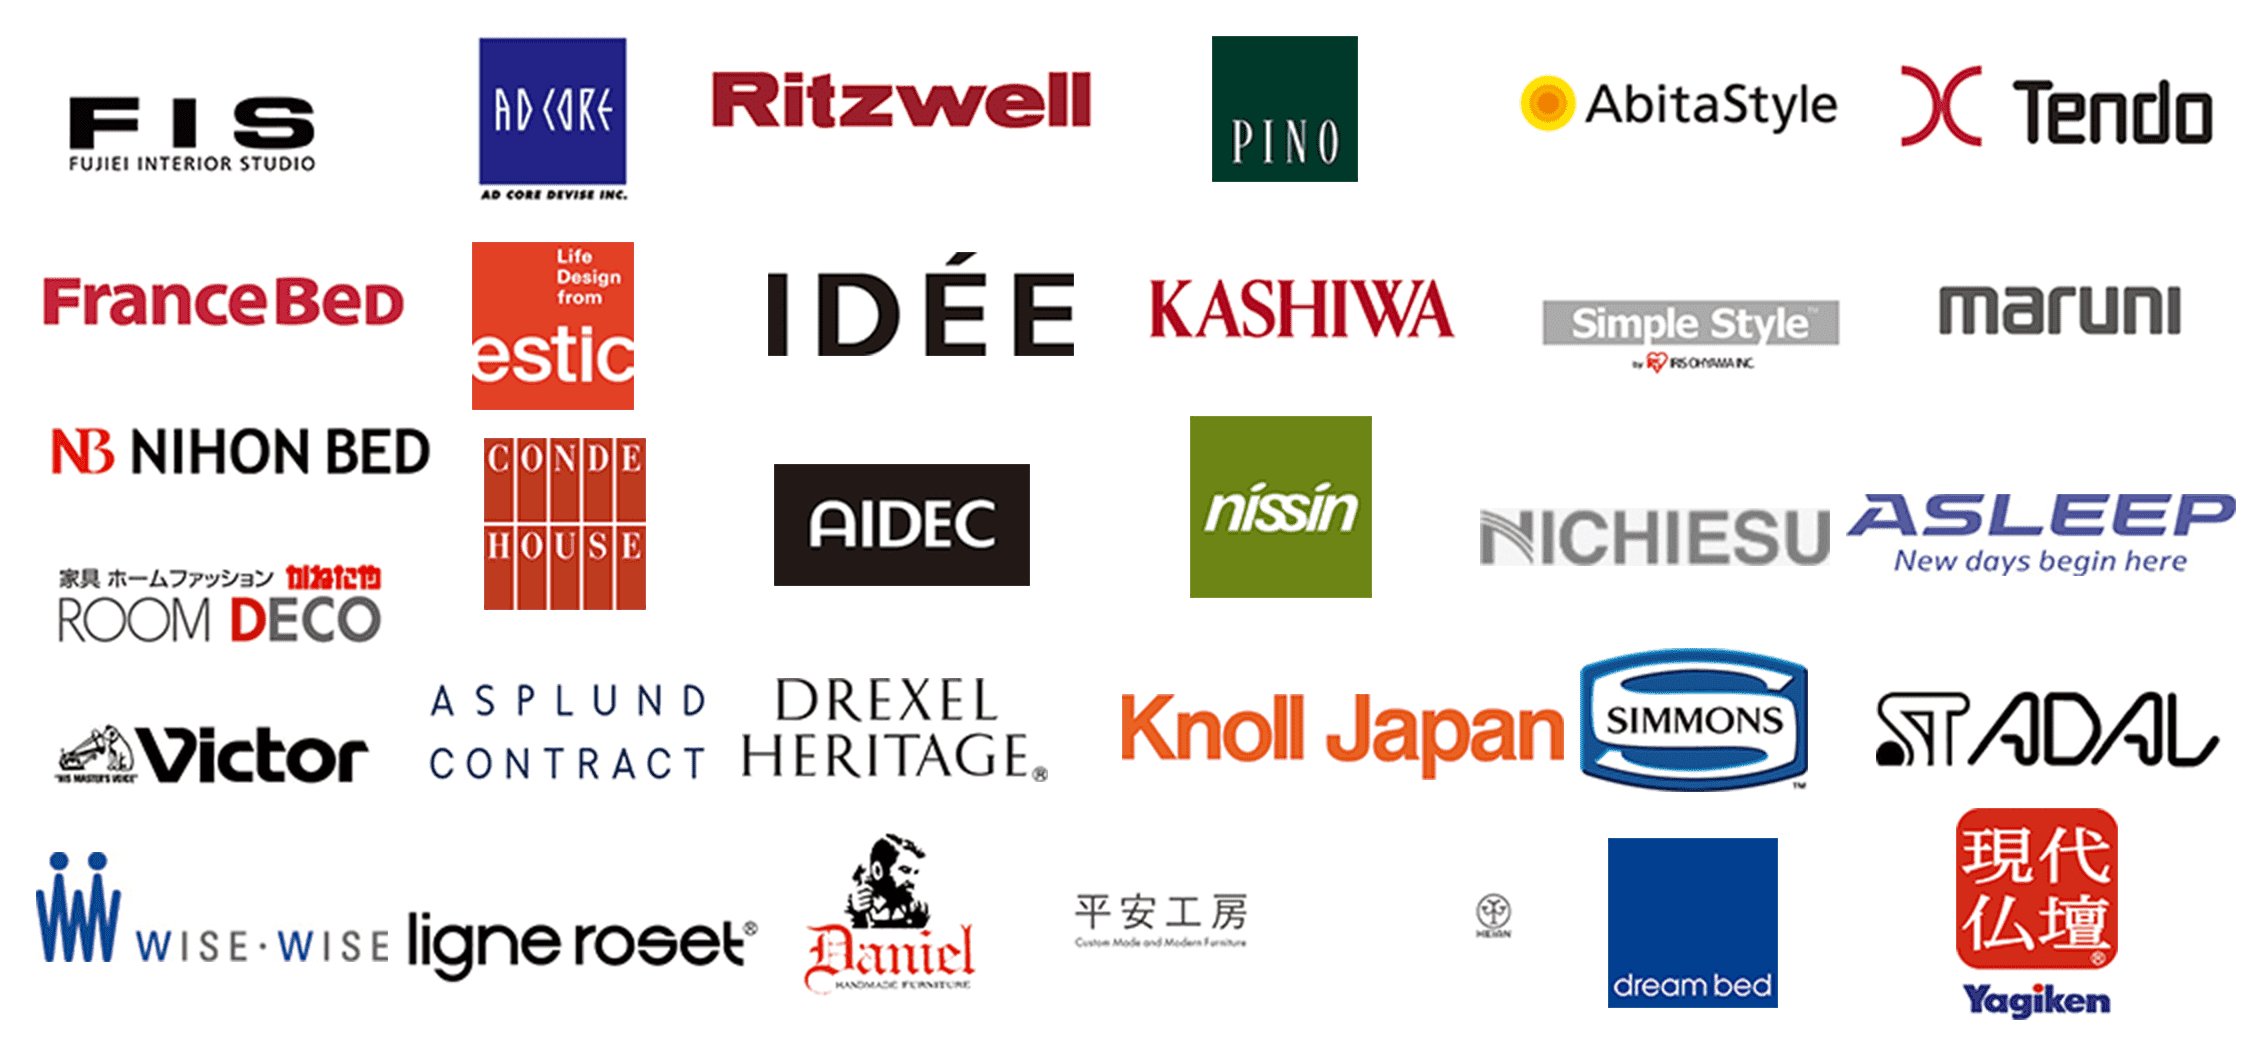 FIS
FUJIEI INTERIOR STUDIO
AD CORE
AD CORE DEVISE INC.
Ritzwell
PINO
AbitaStyle
Tendo
FranceBed
Life
Design
from
estic
IDÉE
KASHIWA
Simple Style™
by IRIS OHYAMA INC.
maruni
NB NIHON BED
CONDE
HOUSE
AIDEC
nissin
NICHIESU
ASLEEP
New days begin here
家具 ホームファッション かねたや
ROOM DECO
"HIS MASTER'S VOICE"
Victor
ASPLUND
CONTRACT
DREXEL
HERITAGE®
Knoll Japan
SIMMONS
™
ST ADAL
WISE·WISE
ligne roset®
Daniel
HANDMADE FURNITURE
平安工房
Custom Made and Modern Furniture
HEIAN
dream bed
現代
仏壇
®
Yagiken